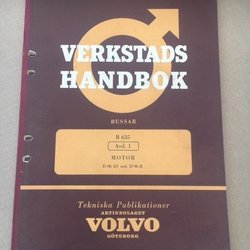 VERKSTADS
HANDBOK
BUSSAR
B 635
Avd. 1
MOTOR
D 96 AS och D 96 B
Tekniska Publikationer
AKTIEBOLAGET
VOLVO
GÖTEBORG